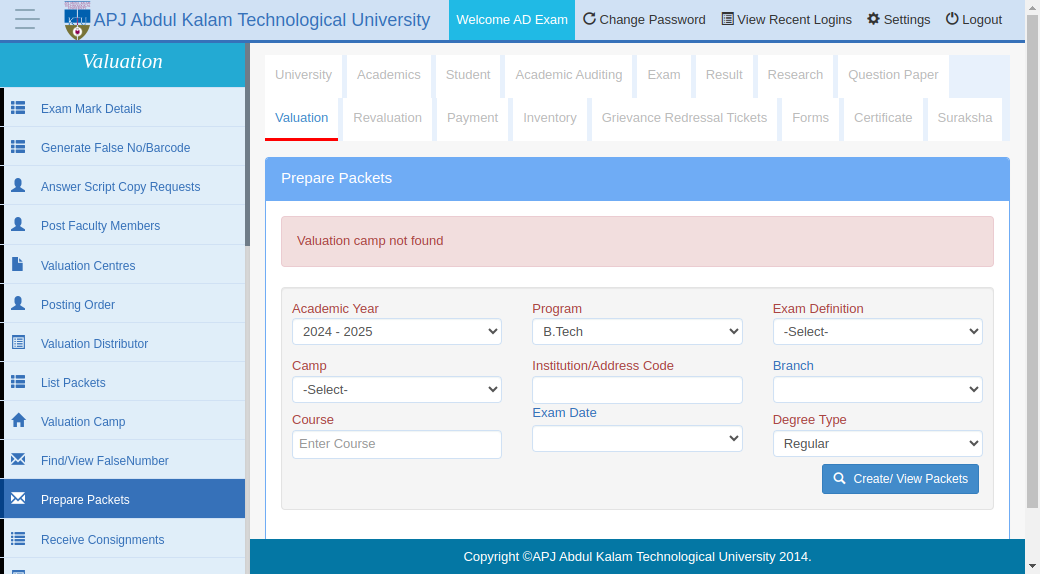 APJ Abdul Kalam Technological University
Welcome AD Exam
Change Password
View Recent Logins
Settings
Logout
Valuation
Exam Mark Details
Generate False No/Barcode
Answer Script Copy Requests
Post Faculty Members
Valuation Centres
Posting Order
Valuation Distributor
List Packets
Valuation Camp
Find/View FalseNumber
Prepare Packets
Receive Consignments
University Academics Student Academic Auditing Exam Result Research Question Paper
Valuation Revaluation Payment Inventory Grievance Redressal Tickets Forms Certificate Suraksha
Prepare Packets
Valuation camp not found
Academic Year Program Exam Definition
2024 - 2025 B.Tech -Select-
Camp Institution/Address Code Branch
-Select-
Course Exam Date Degree Type
Enter Course Regular
Create/ View Packets
Copyright ©APJ Abdul Kalam Technological University 2014.